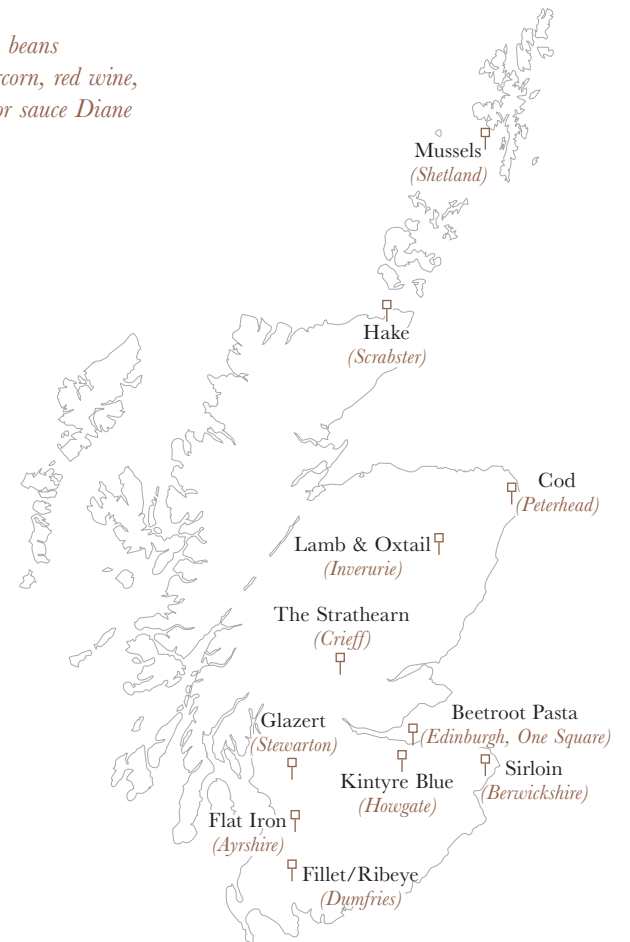 beans
corn, red wine,
or sauce Diane
Mussels
(Shetland)
Hake
(Scrabster)
Cod
(Peterhead)
Lamb & Oxtail
(Inverurie)
The Strathearn
(Crieff)
Glazert
(Stewarton)
Beetroot Pasta
(Edinburgh, One Square)
Kintyre Blue
(Howgate)
Sirloin
(Berwickshire)
Flat Iron
(Ayrshire)
Fillet/Ribeye
(Dumfries)